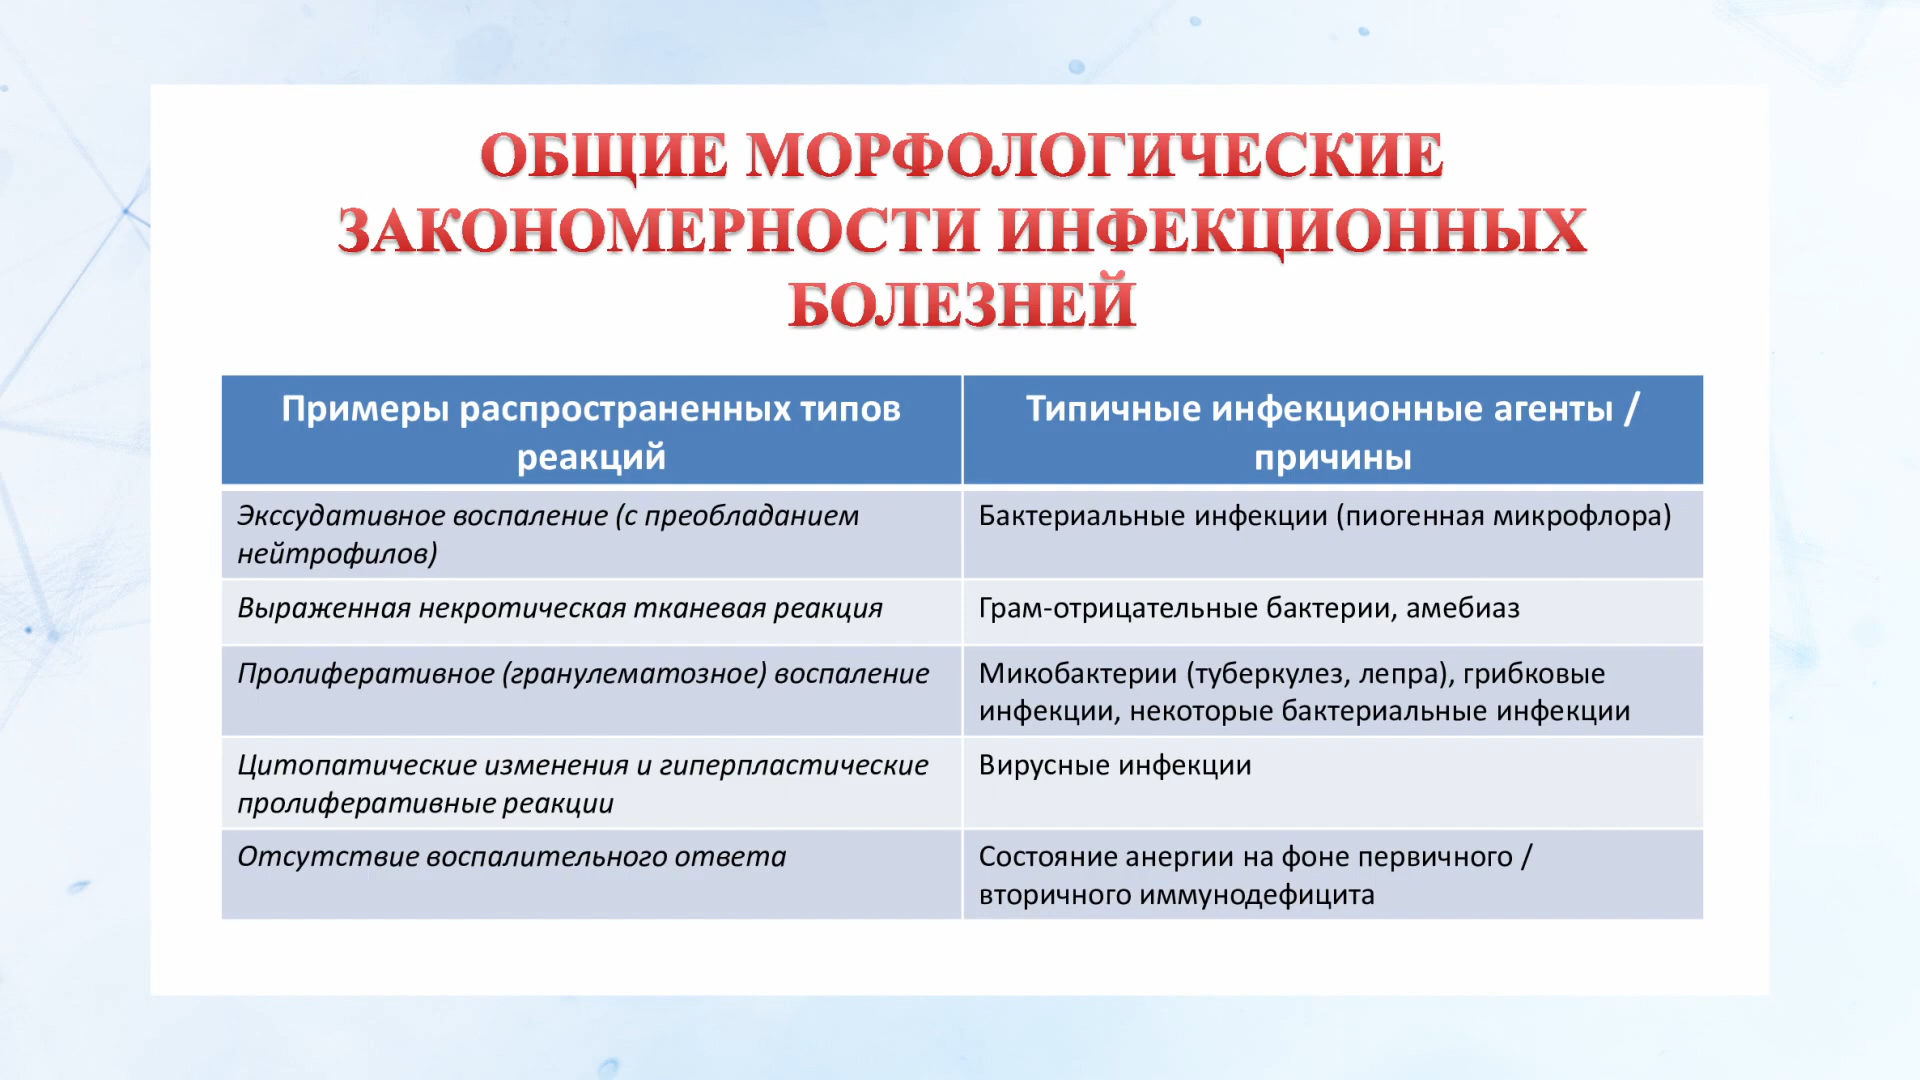 ОБЩИЕ МОРФОЛОГИЧЕСКИЕ
ЗАКОНОМЕРНОСТИ ИНФЕКЦИОННЫХ
БОЛЕЗНЕЙ
Примеры распространенных типов
реакций
Типичные инфекционные агенты /
причины
Экссудативное воспаление (с преобладанием
нейтрофилов)
Бактериальные инфекции (пиогенная микрофлора)
Выраженная некротическая тканевая реакция
Грам-отрицательные бактерии, амебиаз
Пролиферативное (гранулематозное) воспаление
Микобактерии (туберкулез, лепра), грибковые
инфекции, некоторые бактериальные инфекции
Цитопатические изменения и гиперпластические
пролиферативные реакции
Вирусные инфекции
Отсутствие воспалительного ответа
Состояние анергии на фоне первичного /
вторичного иммунодефицита